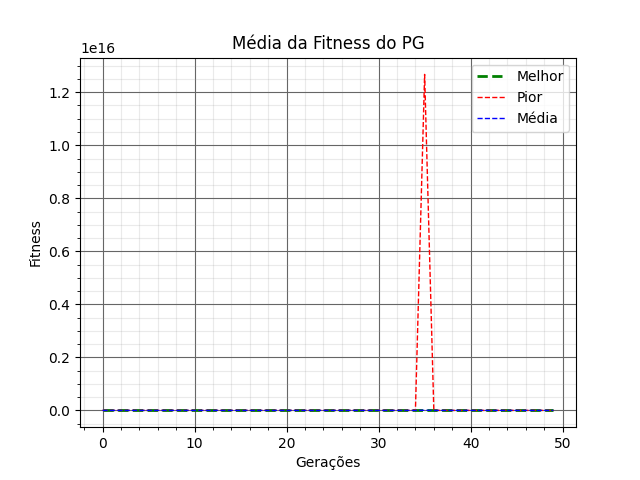 Média da Fitness do PG
1e16
Melhor
Pior
Média
1.2
1.0
0.8
0.6
0.4
0.2
0.0
Fitness
0 10 20 30 40 50
Gerações